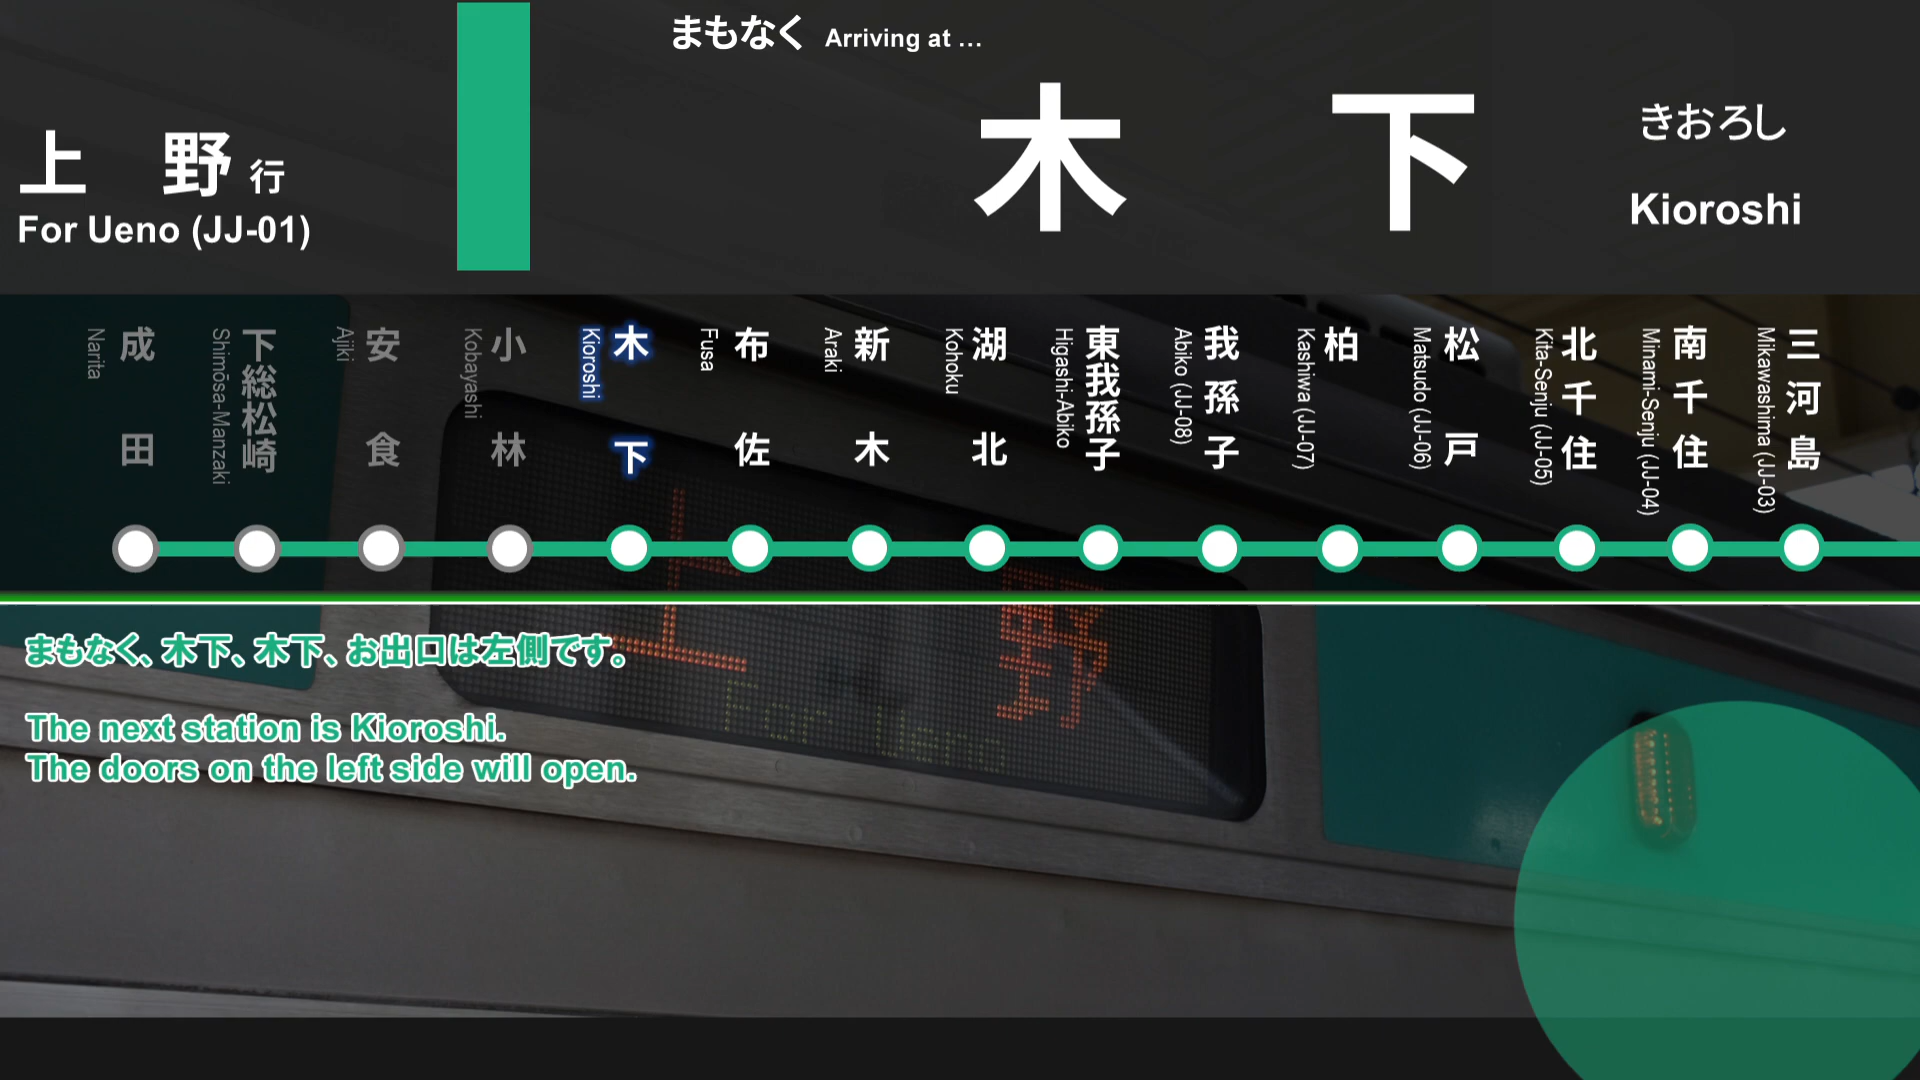 まもなく Arriving at ...
上野行
For Ueno (JJ-01)
木下
きおろし
Kioroshi
成田
Narita
下総松崎
Shimōsa-Manzaki
安食
Ajiki
小林
Kobayashi
木下
Kioroshi
布佐
Fusa
新木
Araki
湖北
Kohoku
東我孫子
Higashi-Abiko
我孫子
Abiko (JJ-08)
柏
Kashiwa (JJ-07)
松戸
Matsudo (JJ-06)
北千住
Kita-Senju (JJ-05)
南千住
Minami-Senju (JJ-04)
三河島
Mikawashima (JJ-03)
まもなく、木下、木下、お出口は左側です。
The next station is Kioroshi.
The doors on the left side will open.
上野
For Ueno